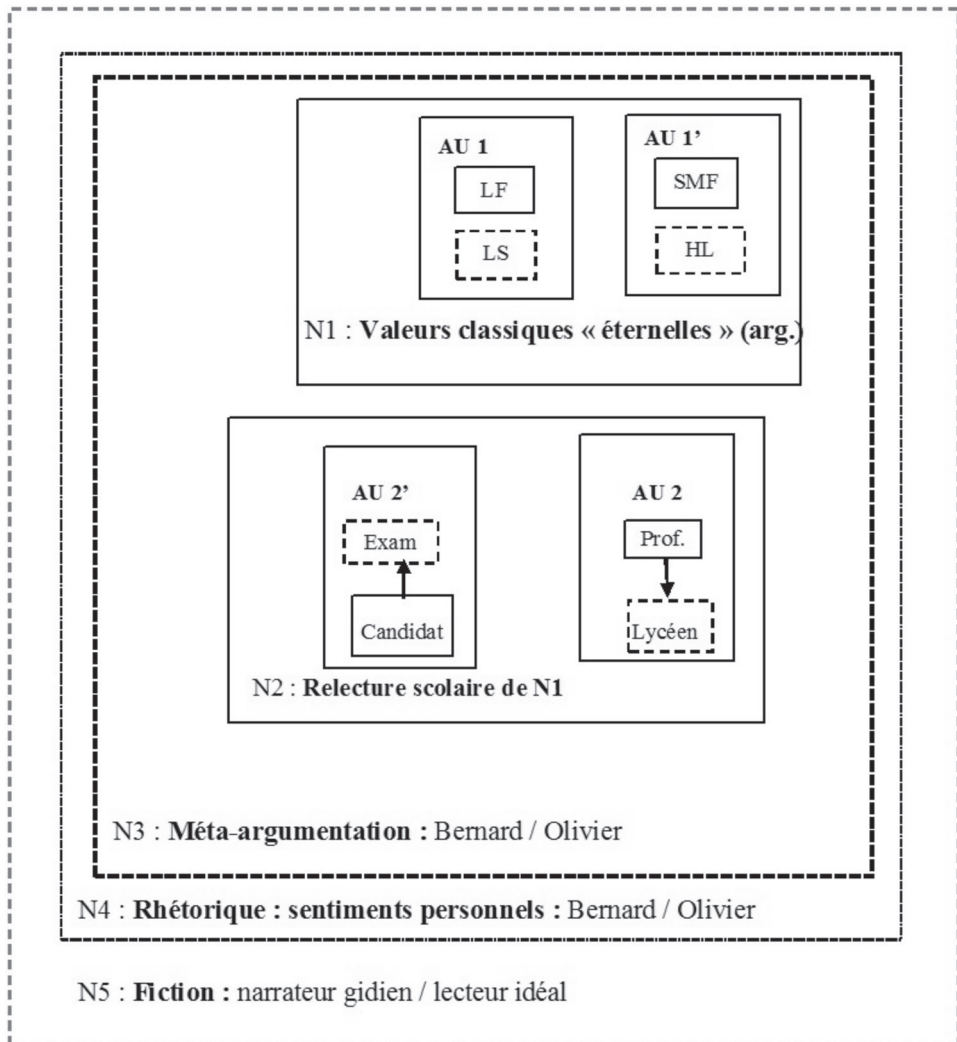 AU 1
LF
LS
AU 1’
SMF
HL
N1 : Valeurs classiques « éternelles » (arg.)
AU 2’
Exam
Candidat
AU 2
Prof.
Lycéen
N2 : Relecture scolaire de N1
N3 : Méta-argumentation : Bernard / Olivier
N4 : Rhétorique : sentiments personnels : Bernard / Olivier
N5 : Fiction : narrateur gidien / lecteur idéal